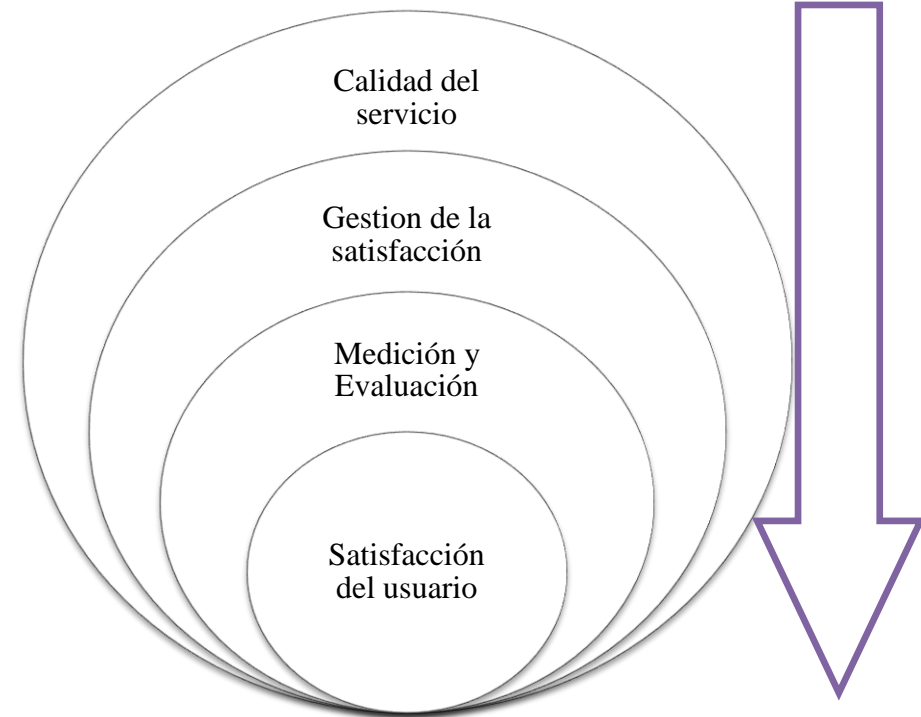 Calidad del
servicio
Gestion de la
satisfacción
Medición y
Evaluación
Satisfacción
del usuario